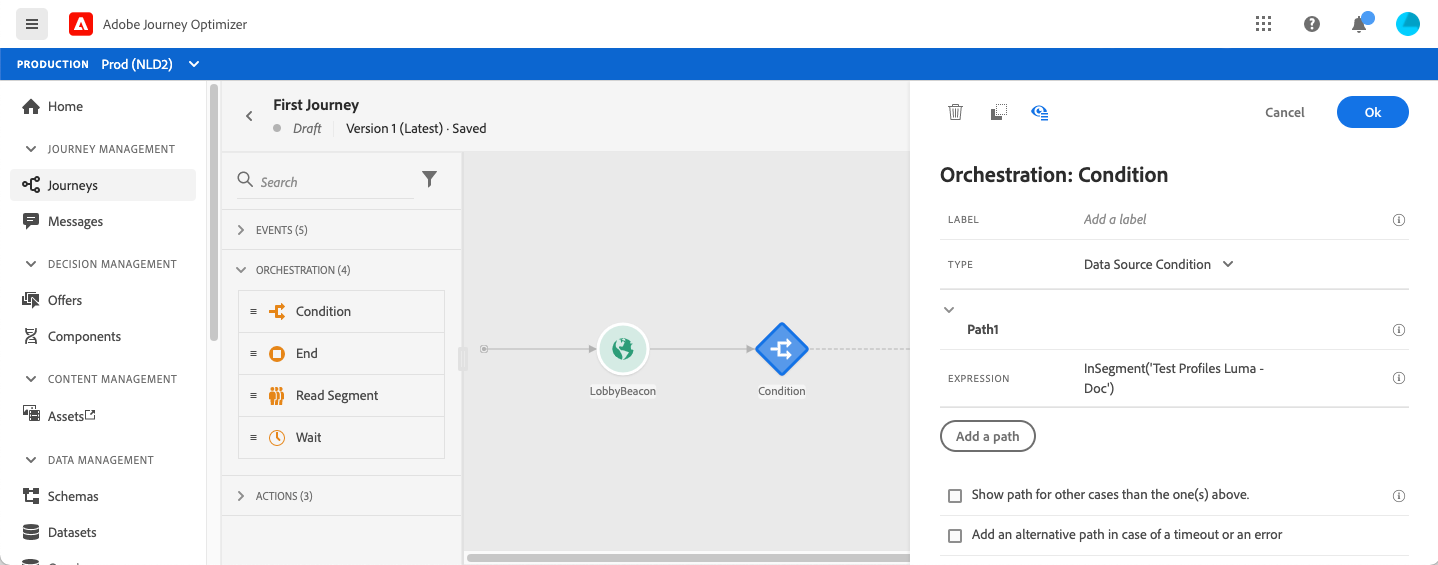 Adobe Journey Optimizer
PRODUCTION Prod (NLD2)
Home
JOURNEY MANAGEMENT
Journeys
Messages
DECISION MANAGEMENT
Offers
Components
CONTENT MANAGEMENT
Assets
DATA MANAGEMENT
Schemas
Datasets
First Journey
Draft Version 1 (Latest) · Saved
Search
EVENTS (5)
ORCHESTRATION (4)
Condition
End
Read Segment
Wait
ACTIONS (3)
LobbyBeacon
Condition
Cancel
Ok
Orchestration: Condition
LABEL Add a label
TYPE Data Source Condition
Path1
EXPRESSION InSegment('Test Profiles Luma -
Doc')
Add a path
Show path for other cases than the one(s) above.
Add an alternative path in case of a timeout or an error